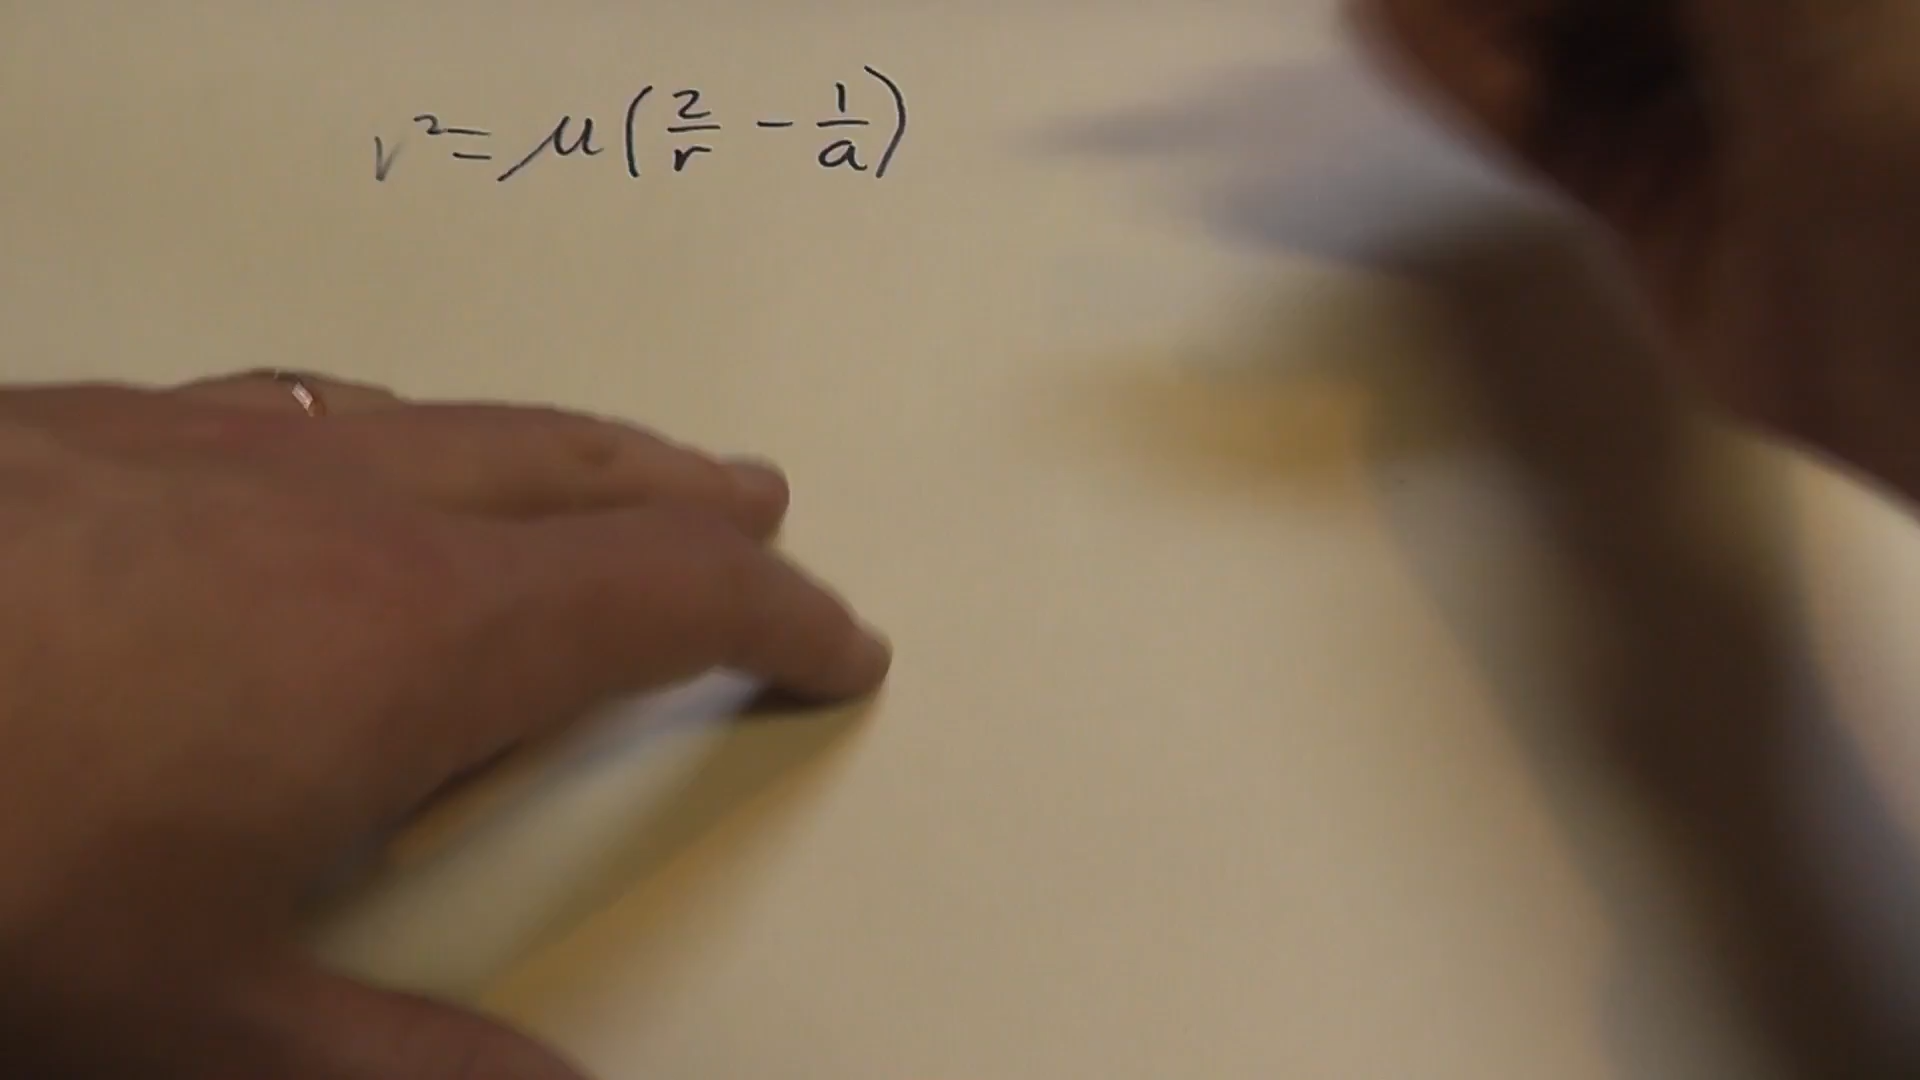 v² = μ(2/r - 1/a)